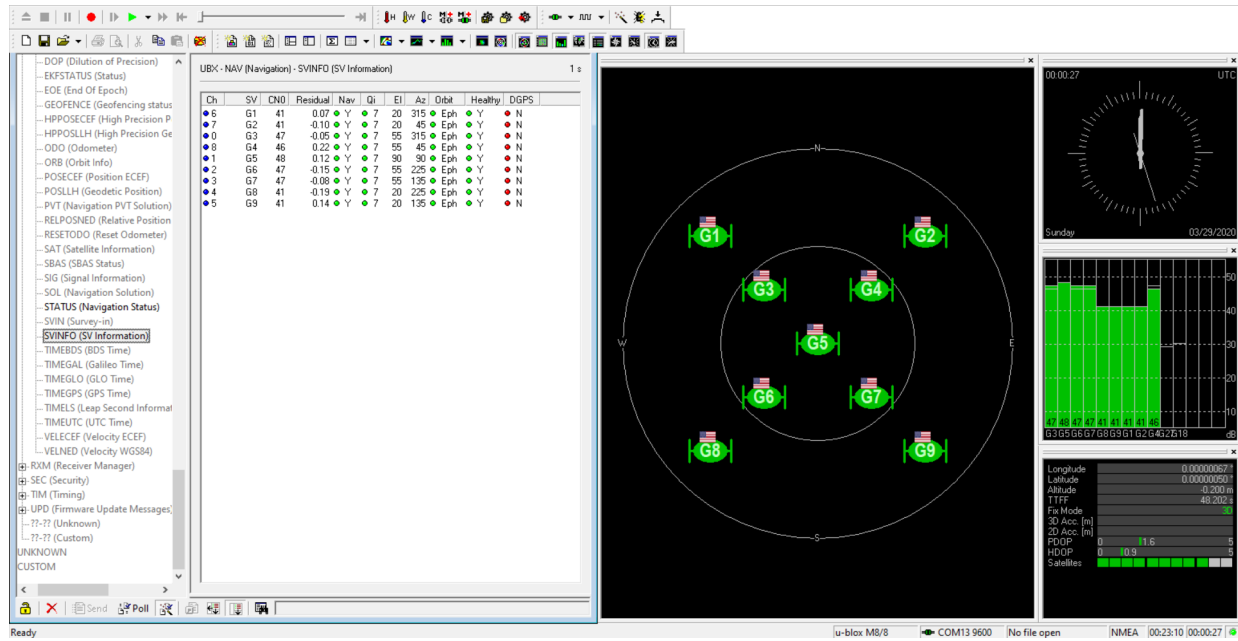 DOP (Dilution of Precision)
EKFSTATUS (Status)
EOE (End Of Epoch)
GEOFENCE (Geofencing status
HPPOSECEF (High Precision P
HPPOSLLH (High Precision Ge
ODO (Odometer)
ORB (Orbit Info)
POSECEF (Position ECEF)
POSLLH (Geodetic Position)
PVT (Navigation PVT Solution)
RELPOSNED (Relative Position
RESETODO (Reset Odometer)
SAT (Satellite Information)
SBAS (SBAS Status)
SIG (Signal Information)
SOL (Navigation Solution)
STATUS (Navigation Status)
SVIN (Survey-in)
SVINFO (SV Information)
TIMEBDS (BDS Time)
TIMEGAL (Galileo Time)
TIMEGLO (GLO Time)
TIMEGPS (GPS Time)
TIMELS (Leap Second Informat
TIMEUTC (UTC Time)
VELECEF (Velocity ECEF)
VELNED (Velocity WGS84)
RXM (Receiver Manager)
SEC (Security)
TIM (Timing)
UPD (Firmware Update Messages)
??-?? (Unknown)
??-?? (Custom)
UNKNOWN
CUSTOM
Send Poll
UBX - NAV (Navigation) - SVINFO (SV Information) 1 s
Ch SV CN0 Residual Nav Qi El Az Orbit Healthy DGPS
6 G1 41 0.07 Y 7 20 315 Eph Y N
7 G2 41 -0.10 Y 7 20 45 Eph Y N
0 G3 47 -0.05 Y 7 55 315 Eph Y N
8 G4 46 0.22 Y 7 55 45 Eph Y N
1 G5 48 0.12 Y 7 90 90 Eph Y N
2 G6 47 -0.15 Y 7 55 225 Eph Y N
3 G7 47 -0.08 Y 7 55 135 Eph Y N
4 G8 41 -0.19 Y 7 20 225 Eph Y N
5 G9 41 0.14 Y 7 20 135 Eph Y N
N
G1 G2
G3 G4
W G5 E
G6 G7
G8 G9
S
00:00:27 UTC
Sunday 03/29/2020
50
40
30
20
10
47 48 47 47 41 41 41 41 46
G3 G5 G6 G7 G8 G9 G1 G2 G4 G27 G18 dB
Longitude 0.00000067 °
Latitude 0.00000050 °
Altitude -0.200 m
TTFF 48.202 s
Fix Mode 3D
3D Acc. [m]
2D Acc. [m]
PDOP 0 1.6 5
HDOP 0 0.9 5
Satellites
Ready u-blox M8/8 COM13 9600 No file open NMEA 00:23:10 00:00:27